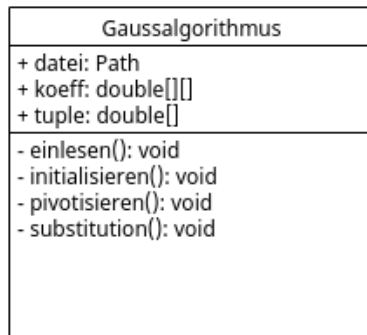 Gaussalgorithmus
+ datei: Path
+ koeff: double[][]
+ tuple: double[]
- einlesen(): void
- initialisieren(): void
- pivotisieren(): void
- substitution(): void